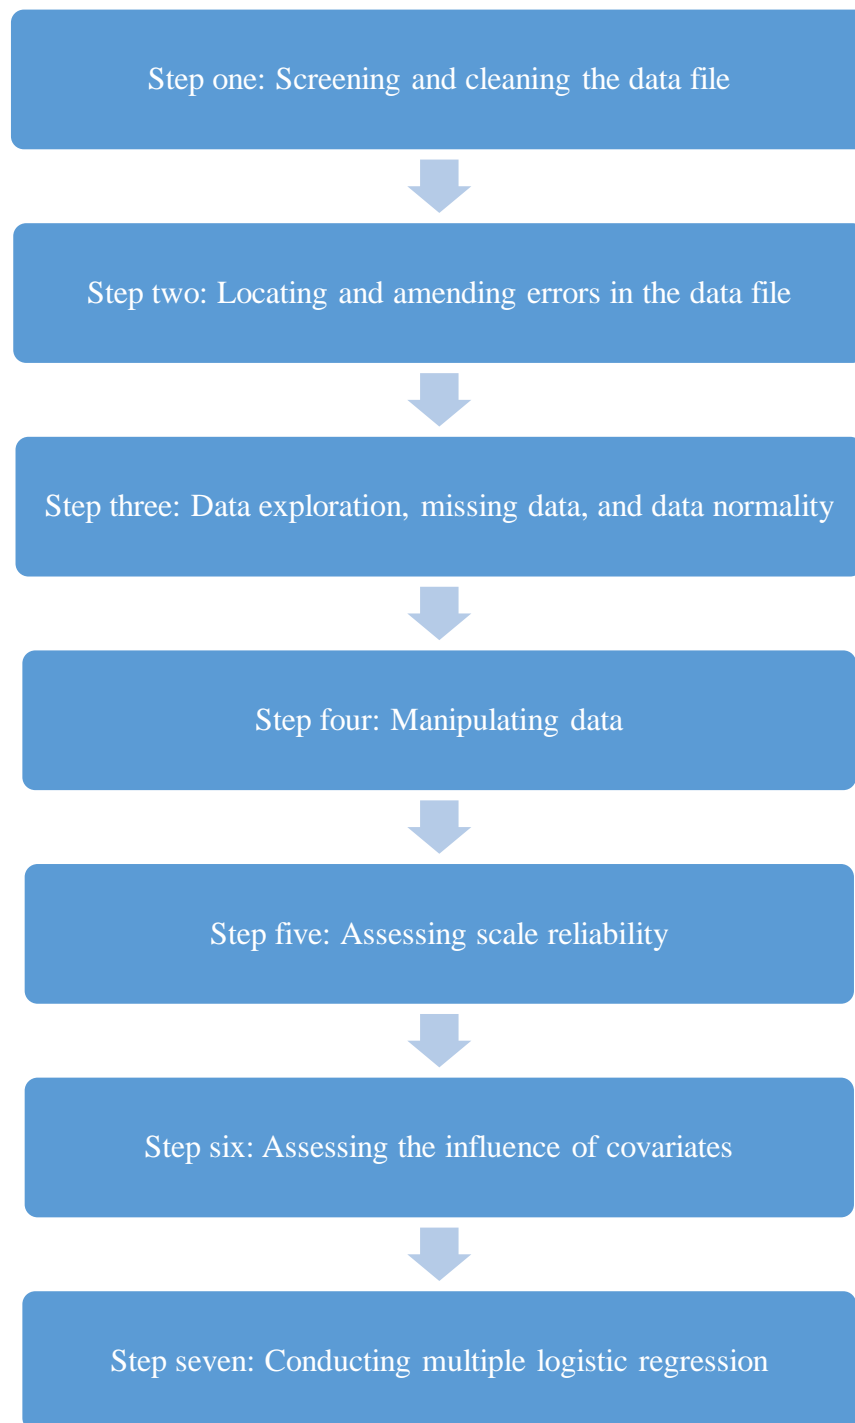 Step one: Screening and cleaning the data file
Step two: Locating and amending errors in the data file
Step three: Data exploration, missing data, and data normality
Step four: Manipulating data
Step five: Assessing scale reliability
Step six: Assessing the influence of covariates
Step seven: Conducting multiple logistic regression